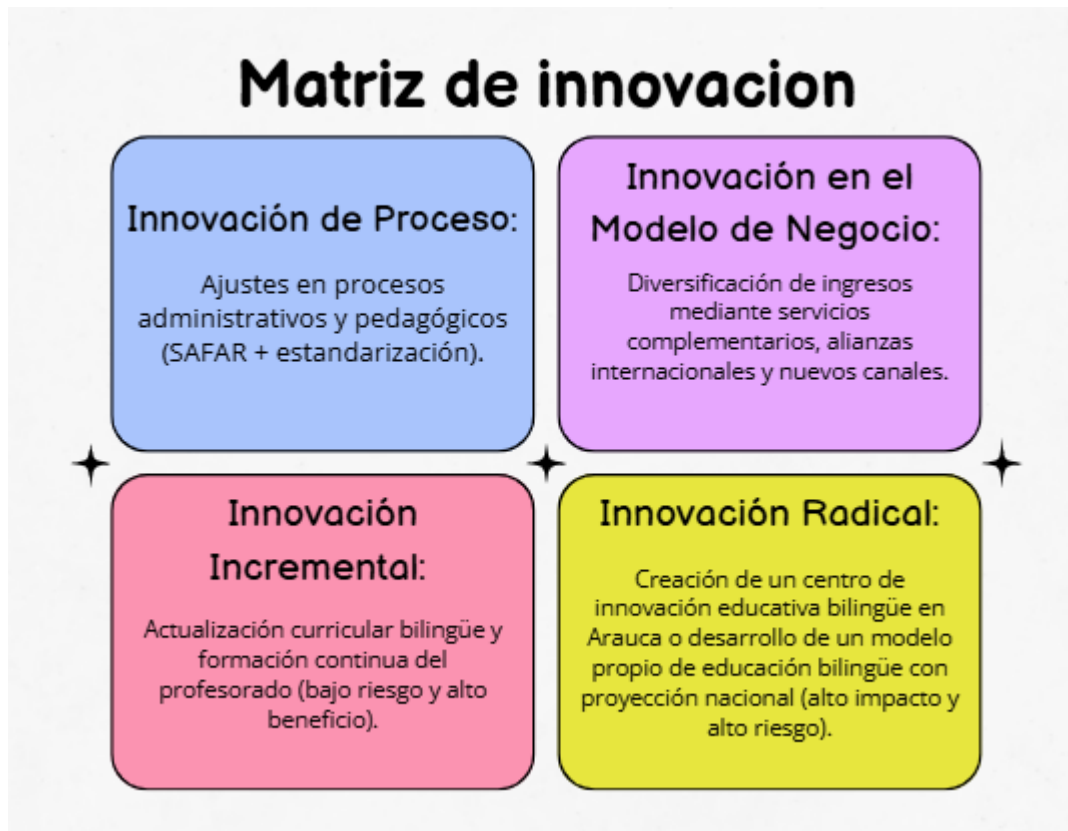 Matriz de innovacion
Innovación de Proceso:
Ajustes en procesos
administrativos y pedagógicos
(SAFAR + estandarización).
Innovación en el
Modelo de Negocio:
Diversificación de ingresos
mediante servicios
complementarios, alianzas
internacionales y nuevos canales.
Innovación
Incremental:
Actualización curricular bilingüe y
formación continua del
profesorado (bajo riesgo y alto
beneficio).
Innovación Radical:
Creación de un centro de
innovación educativa bilingüe en
Arauca o desarrollo de un modelo
propio de educación bilingüe con
proyección nacional (alto impacto y
alto riesgo).